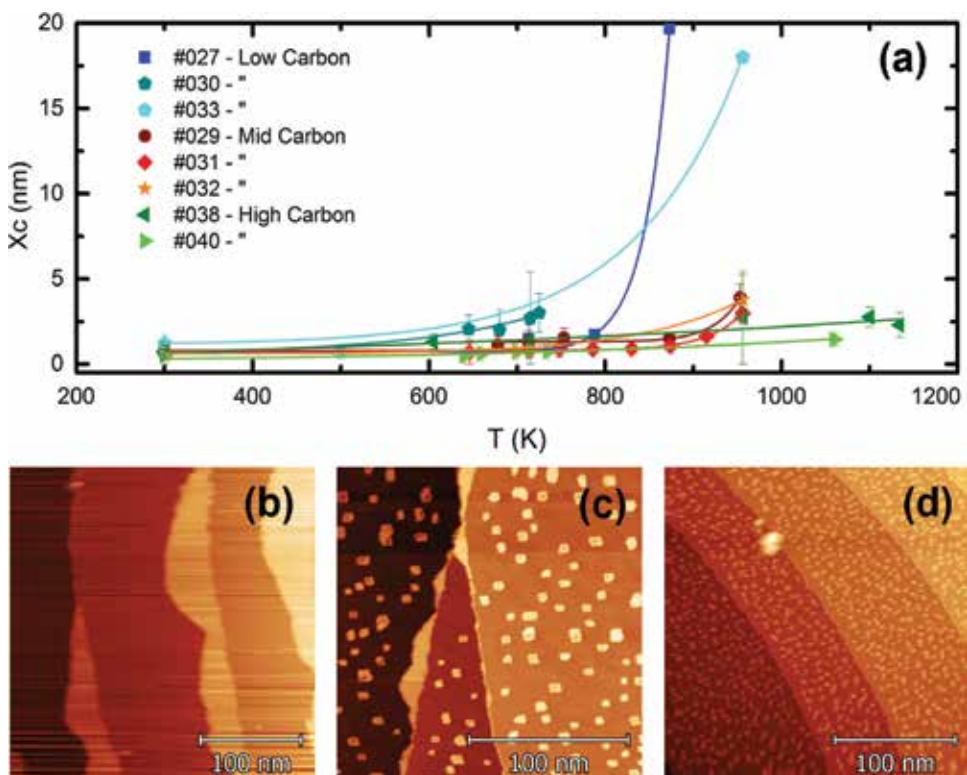 (a)
#027 - Low Carbon
#030 - "
#033 - "
#029 - Mid Carbon
#031 - "
#032 - "
#038 - High Carbon
#040 - "
20
15
10
5
0
Xc (nm)
200 400 600 800 1000 1200
T (K)
(b) (c) (d)
100 nm 100 nm 100 nm